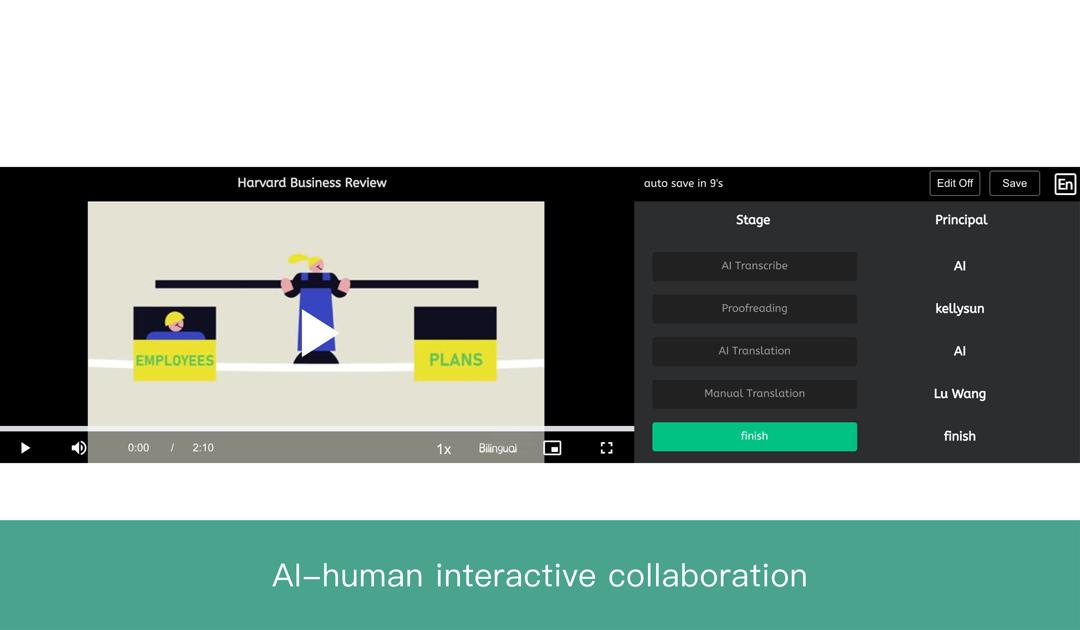 Harvard Business Review
auto save in 9's
Edit Off
Save
En
EMPLOYEES
PLANS
0:00 / 2:10
1x
Bilingual
Stage Principal
AI Transcribe AI
Proofreading kellysun
AI Translation AI
Manual Translation Lu Wang
finish finish
AI–human interactive collaboration